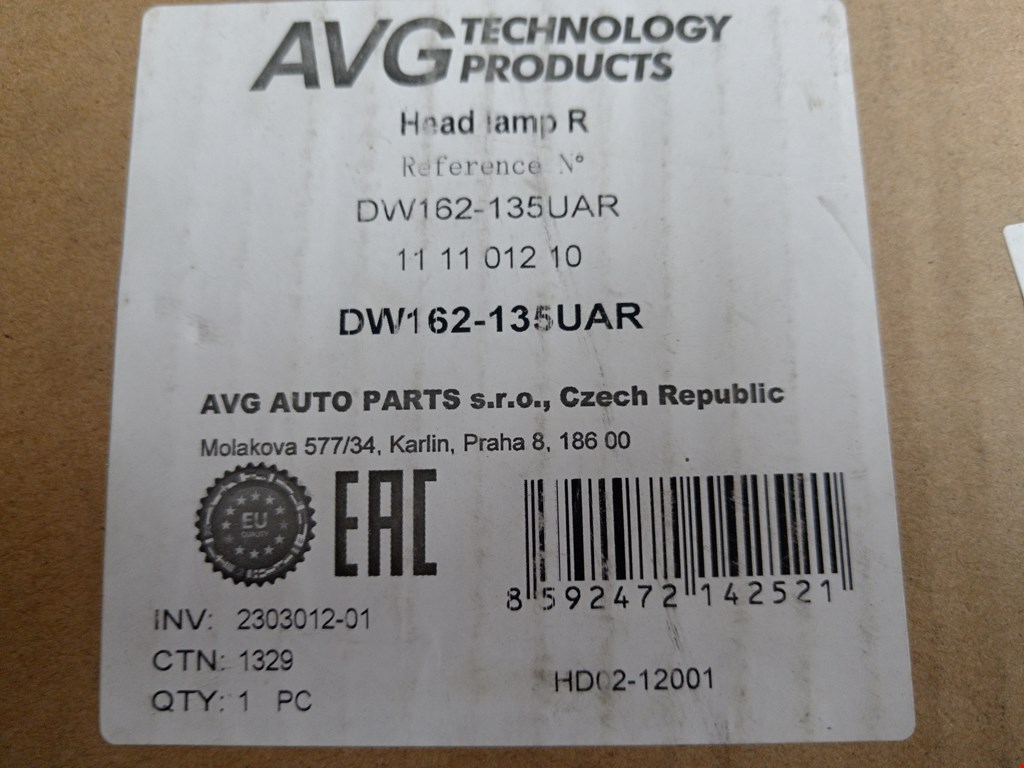 AVG TECHNOLOGY PRODUCTS
Head lamp R
Reference N°
DW162-135UAR
11 11 012 10
DW162-135UAR
AVG AUTO PARTS s.r.o., Czech Republic
Molakova 577/34, Karlin, Praha 8, 186 00
EU
QUALITY
EAC
8 592472 142521
INV: 2303012-01
CTN: 1329
QTY: 1 PC
HD02-12001